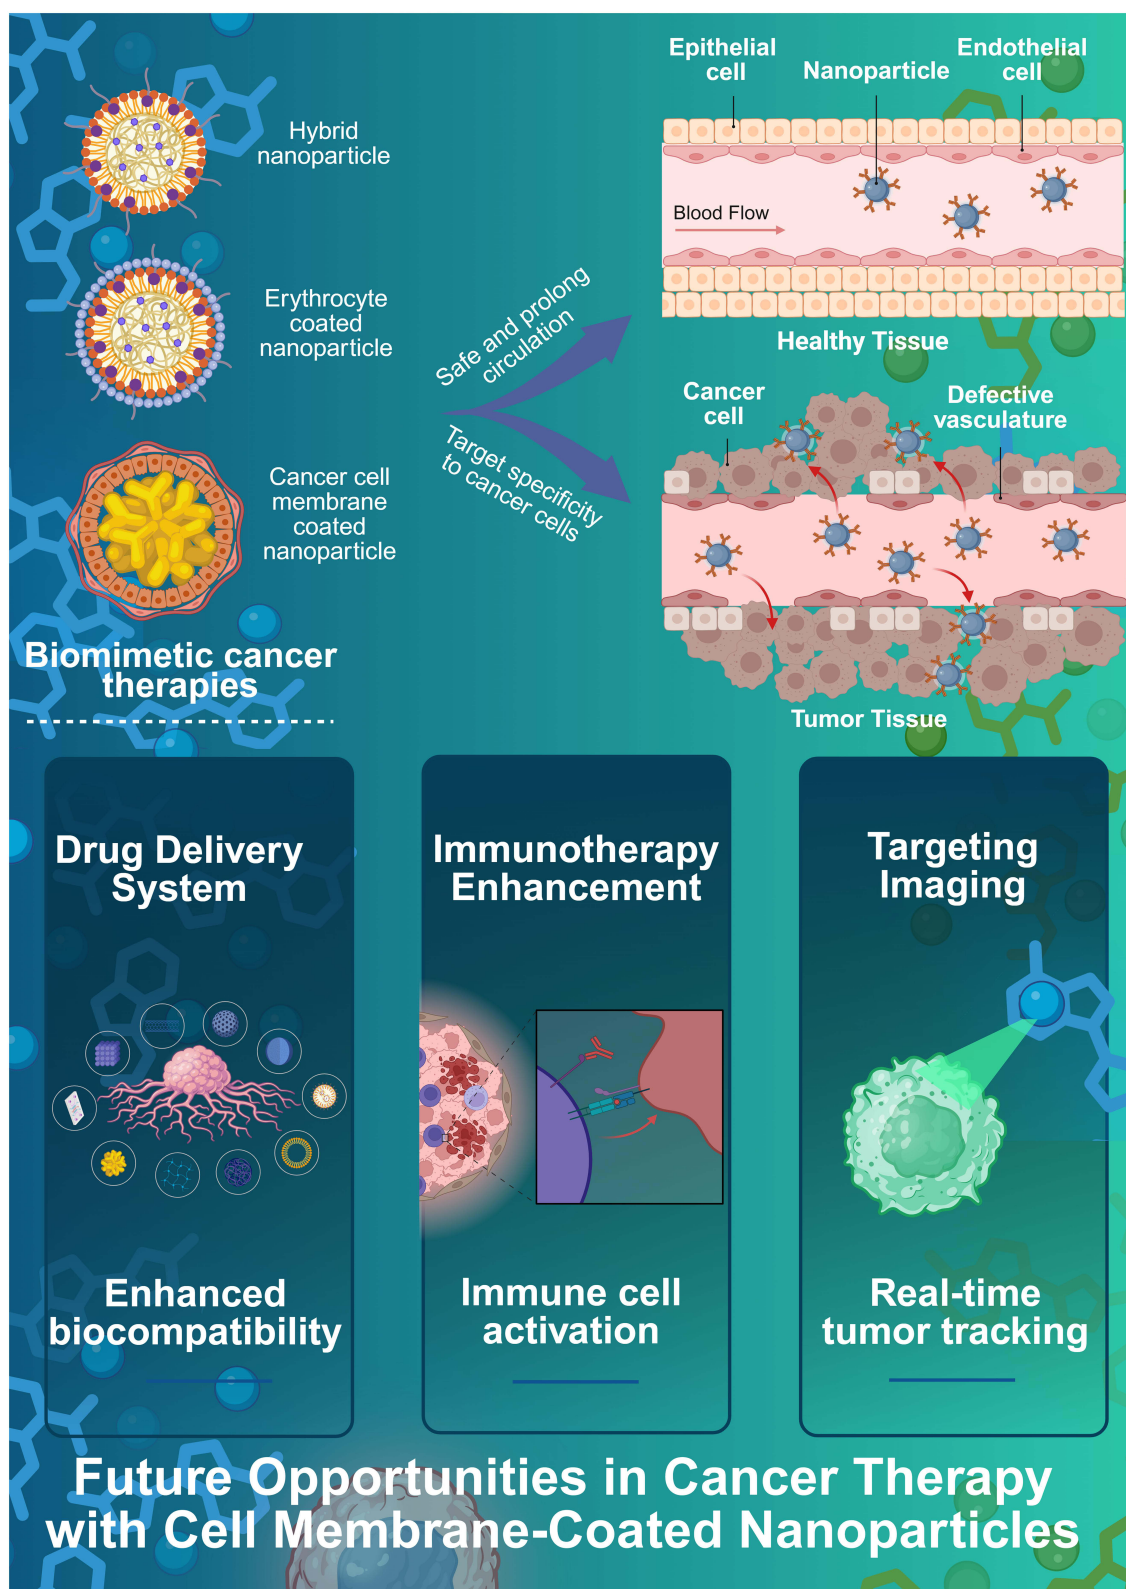 Hybrid
nanoparticle
Erythrocyte
coated
nanoparticle
Cancer cell
membrane
coated
nanoparticle
Biomimetic cancer
therapies
Safe and prolong
circulation
Target specificity
to cancer cells
Epithelial
cell
Nanoparticle
Endothelial
cell
Blood Flow
Healthy Tissue
Cancer
cell
Defective
vasculature
Tumor Tissue
Drug Delivery
System
Enhanced
biocompatibility
Immunotherapy
Enhancement
Immune cell
activation
Targeting
Imaging
Real-time
tumor tracking
Future Opportunities in Cancer Therapy
with Cell Membrane-Coated Nanoparticles